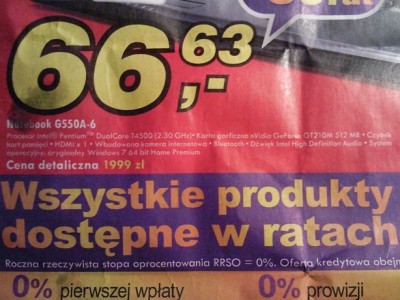 rat
66,63
,-
Notebook G550A-6
Procesor Intel® Pentium™ DualCore T4500 (2.30 GHz)• Karta graficzna nVidia GeForce GT210M 512 MB • Czytnik
kart pamięci • HDMI x 1 • Wbudowana kamera internetowa • Bluetooth • Dźwięk Intel High Definition Audio • System
operacyjny: oryginalny Windows 7 64 bit Home Premium
Cena detaliczna 1999 zł
Wszystkie produkty
dostępne w ratach
Roczna rzeczywista stopa oprocentowania RRSO = 0%. Oferta kredytowa obejm
0% pierwszej wpłaty 0% prowizji